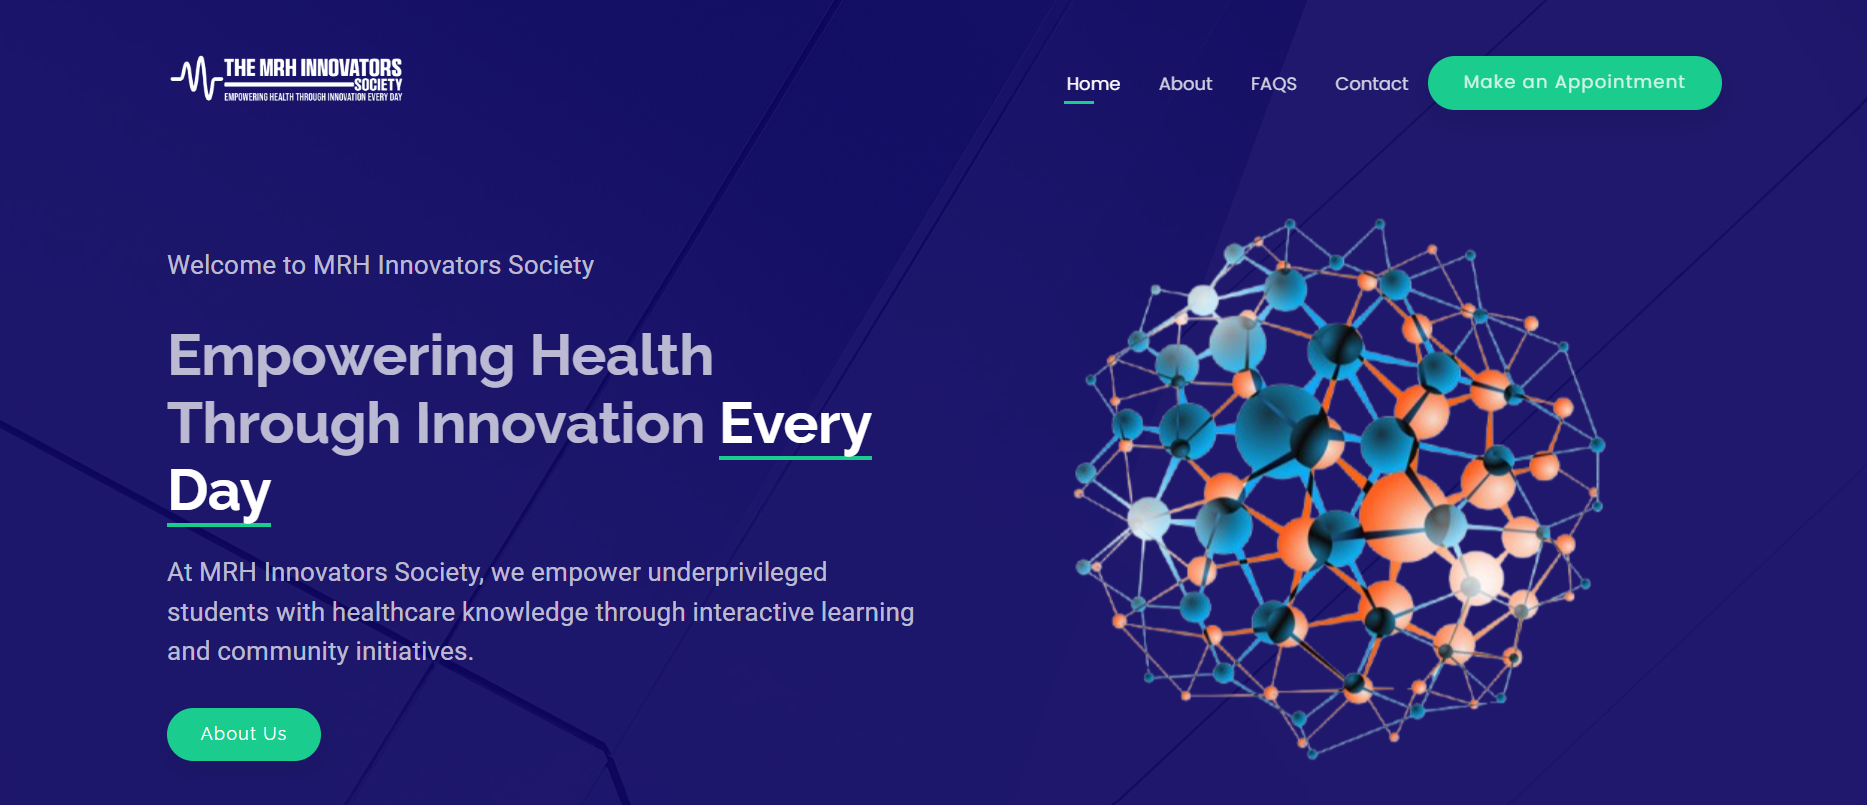 THE MRH INNOVATORS
SOCIETY
EMPOWERING HEALTH THROUGH INNOVATION EVERY DAY
Home About FAQS Contact Make an Appointment
Welcome to MRH Innovators Society
Empowering Health
Through Innovation Every
Day
At MRH Innovators Society, we empower underprivileged
students with healthcare knowledge through interactive learning
and community initiatives.
About Us